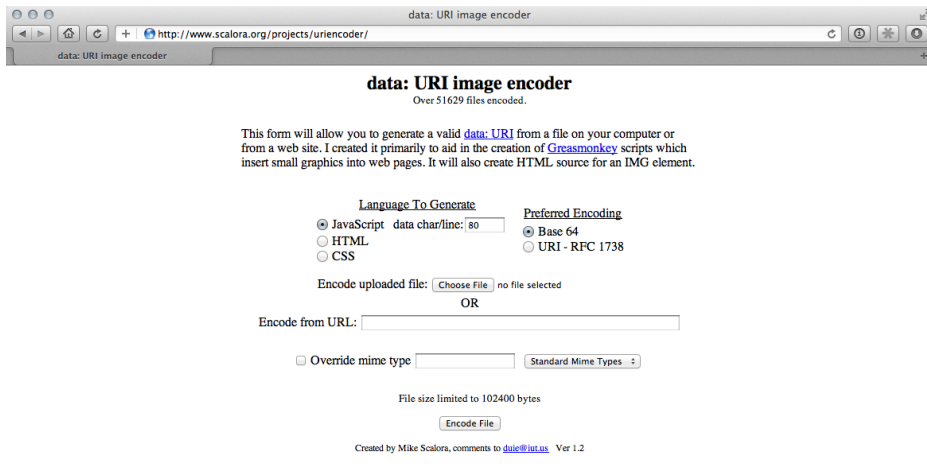 data: URI image encoder
http://www.scalora.org/projects/uriencoder/
data: URI image encoder
data: URI image encoder
Over 51629 files encoded.
This form will allow you to generate a valid data: URI from a file on your computer or
from a web site. I created it primarily to aid in the creation of Greasmonkey scripts which
insert small graphics into web pages. It will also create HTML source for an IMG element.
Language To Generate
JavaScript data char/line: 80
HTML
CSS
Preferred Encoding
Base 64
URI - RFC 1738
Encode uploaded file: Choose File no file selected
OR
Encode from URL:
Override mime type Standard Mime Types
File size limited to 102400 bytes
Encode File
Created by Mike Scalora, comments to duie@iut.us Ver 1.2